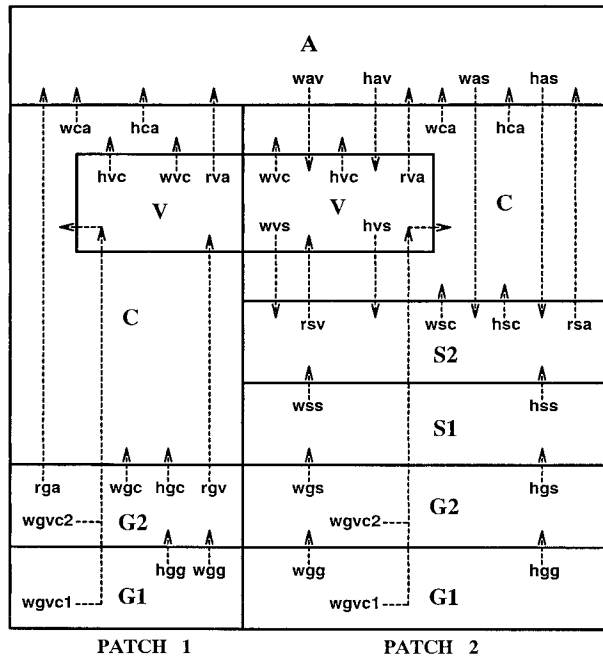 A
wav hav was has
wca hca wca hca
hvc wvc rva wvc hvc rva
V V C
wvs hvs
C rsv wsc hsc rsa
S2
wss hss
S1
rga wgc hgc rgv wgs hgs
wgvc2 G2 wgvc2 G2
hgg wgg wgg hgg
wgvc1 G1 wgvc1 G1
PATCH 1 PATCH 2